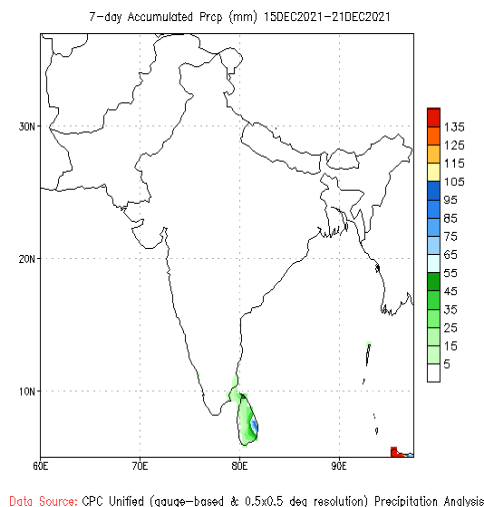 7-day Accumulated Prcp (mm) 15DEC2021-21DEC2021
30N
20N
10N
60E 70E 80E 90E
135
125
115
105
95
85
75
65
55
45
35
25
15
5
Data Source: CPC Unified (gauge-based & 0.5x0.5 deg resolution) Precipitation Analysis